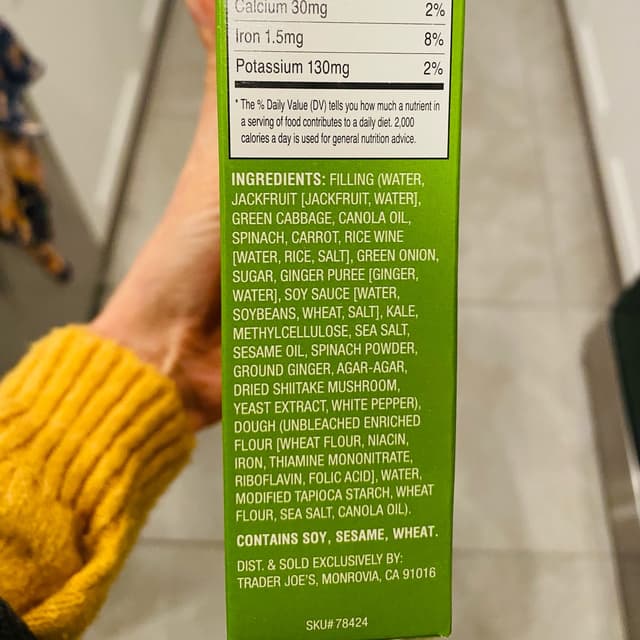 Calcium 30mg 2%
Iron 1.5mg 8%
Potassium 130mg 2%
* The % Daily Value (DV) tells you how much a nutrient in
a serving of food contributes to a daily diet. 2,000
calories a day is used for general nutrition advice.
INGREDIENTS: FILLING (WATER,
JACKFRUIT [JACKFRUIT, WATER],
GREEN CABBAGE, CANOLA OIL,
SPINACH, CARROT, RICE WINE
[WATER, RICE, SALT], GREEN ONION,
SUGAR, GINGER PUREE [GINGER,
WATER], SOY SAUCE [WATER,
SOYBEANS, WHEAT, SALT], KALE,
METHYLCELLULOSE, SEA SALT,
SESAME OIL, SPINACH POWDER,
GROUND GINGER, AGAR-AGAR,
DRIED SHIITAKE MUSHROOM,
YEAST EXTRACT, WHITE PEPPER),
DOUGH (UNBLEACHED ENRICHED
FLOUR [WHEAT FLOUR, NIACIN,
IRON, THIAMINE MONONITRATE,
RIBOFLAVIN, FOLIC ACID], WATER,
MODIFIED TAPIOCA STARCH, WHEAT
FLOUR, SEA SALT, CANOLA OIL).
CONTAINS SOY, SESAME, WHEAT.
DIST. & SOLD EXCLUSIVELY BY:
TRADER JOE'S, MONROVIA, CA 91016
SKU# 78424